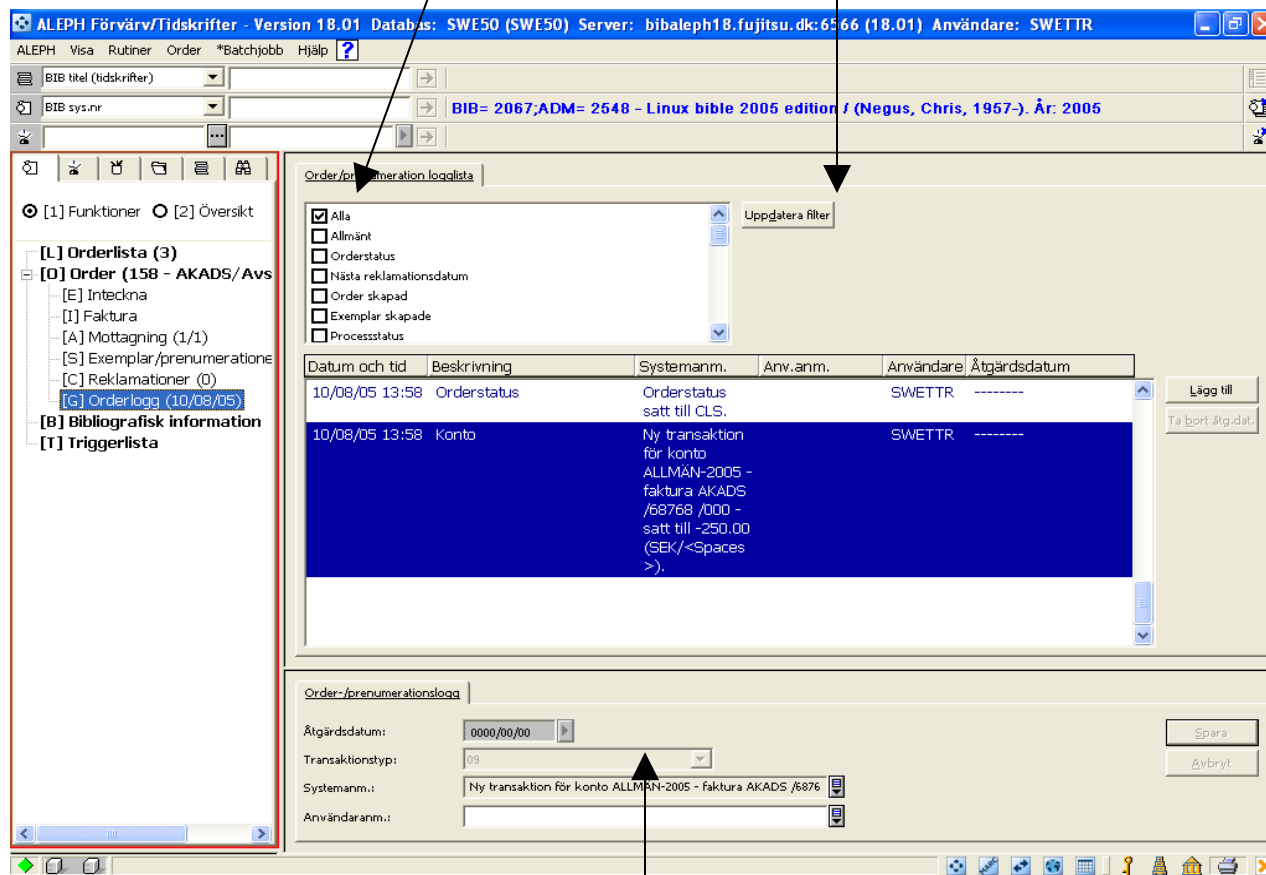 ALEPH Förvärv/Tidskrifter - Version 18.01 Databas: SWE50 (SWE50) Server: bibaleph18.fujitsu.dk:6566 (18.01) Användare: SWETTR
ALEPH Visa Rutiner Order *Batchjobb Hjälp ?
BIB titel (tidskrifter)
BIB sys.nr
BIB= 2067;ADM= 2548 - Linux bible 2005 edition / (Negus, Chris, 1957-). År: 2005
[1] Funktioner [2] Översikt
[L] Orderlista (3)
[O] Order (158 - AKADS/Avs
[E] Inteckna
[I] Faktura
[A] Mottagning (1/1)
[S] Exemplar/prenumeratione
[C] Reklamationer (0)
[G] Orderlogg (10/08/05)
[B] Bibliografisk information
[T] Triggerlista
Order/prenumeration logglista
Alla
Allmänt
Orderstatus
Nästa reklamationsdatum
Order skapad
Exemplar skapade
Processstatus
Uppdatera filter
Datum och tid Beskrivning Systemanm. Anv.anm. Användare Åtgärdsdatum
10/08/05 13:58 Orderstatus Orderstatus SWETTR --------
satt till CLS.
10/08/05 13:58 Konto Ny transaktion SWETTR --------
för konto
ALLMÄN-2005 -
faktura AKADS
/68768 /000 -
satt till -250.00
(SEK/<Spaces
>).
Lägg till
Ta bort åtg.dat.
Order-/prenumerationslogg
Åtgärdsdatum: 0000/00/00
Transaktionstyp: 09
Systemanm.: Ny transaktion för konto ALLMÄN-2005 - faktura AKADS /6876
Användaranm.:
Spara
Avbryt
MARC